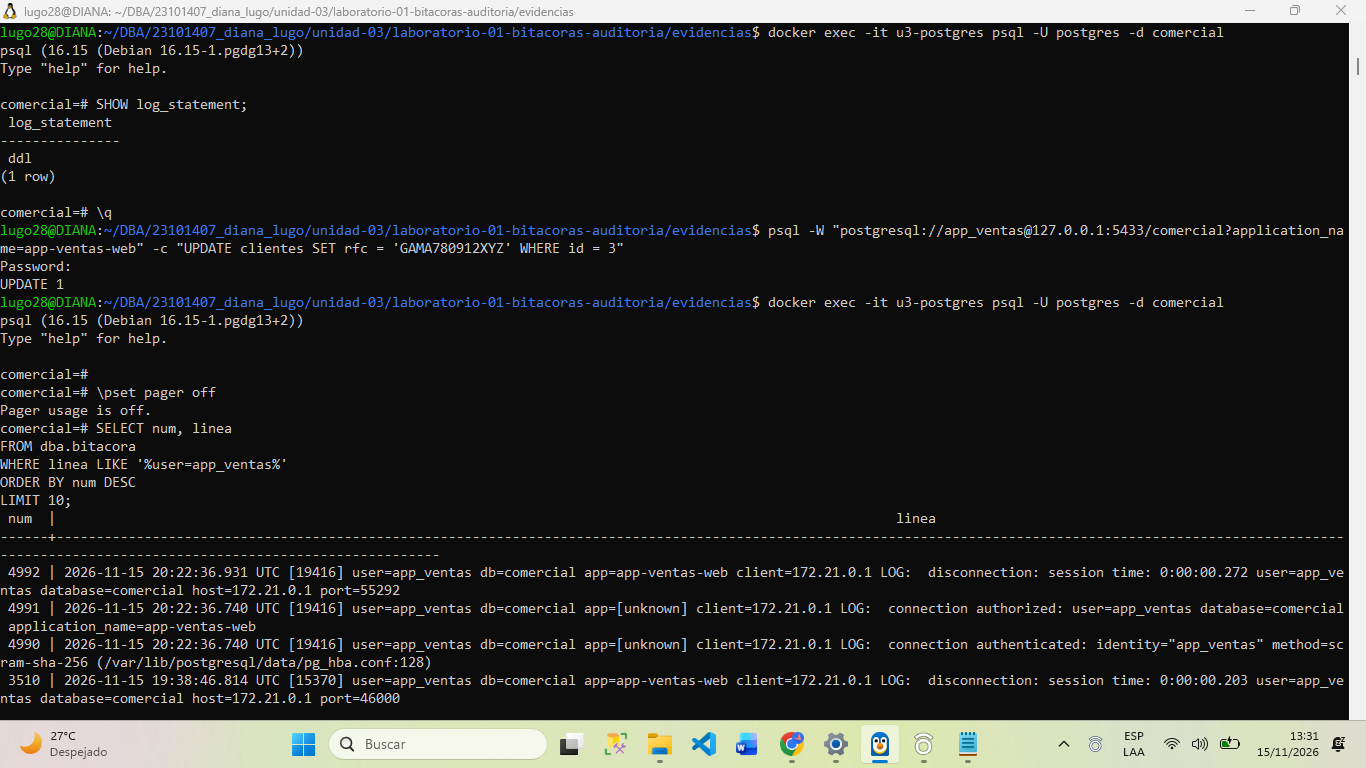 lugo28@DIANA: ~/DBA/23101407_diana_lugo/unidad-03/laboratorio-01-bitacoras-auditoria/evidencias
lugo28@DIANA:~/DBA/23101407_diana_lugo/unidad-03/laboratorio-01-bitacoras-auditoria/evidencias$ docker exec -it u3-postgres psql -U postgres -d comercial
psql (16.15 (Debian 16.15-1.pgdg13+2))
Type "help" for help.
comercial=# SHOW log_statement;
log_statement
---------------
ddl
(1 row)
comercial=# \q
lugo28@DIANA:~/DBA/23101407_diana_lugo/unidad-03/laboratorio-01-bitacoras-auditoria/evidencias$ psql -W "postgresql://app_ventas@127.0.0.1:5433/comercial?application_na
me=app-ventas-web" -c "UPDATE clientes SET rfc = 'GAMA780912XYZ' WHERE id = 3"
Password:
UPDATE 1
lugo28@DIANA:~/DBA/23101407_diana_lugo/unidad-03/laboratorio-01-bitacoras-auditoria/evidencias$ docker exec -it u3-postgres psql -U postgres -d comercial
psql (16.15 (Debian 16.15-1.pgdg13+2))
Type "help" for help.
comercial=#
comercial=# \pset pager off
Pager usage is off.
comercial=# SELECT num, linea
FROM dba.bitacora
WHERE linea LIKE '%user=app_ventas%'
ORDER BY num DESC
LIMIT 10;
num | linea
4992 | 2026-11-15 20:22:36.931 UTC [19416] user=app_ventas db=comercial app=app-ventas-web client=172.21.0.1 LOG:  disconnection: session time: 0:00:00.272 user=app_ve
ntas database=comercial host=172.21.0.1 port=55292
4991 | 2026-11-15 20:22:36.740 UTC [19416] user=app_ventas db=comercial app=[unknown] client=172.21.0.1 LOG:  connection authorized: user=app_ventas database=comercial
application_name=app-ventas-web
4990 | 2026-11-15 20:22:36.740 UTC [19416] user=app_ventas db=comercial app=[unknown] client=172.21.0.1 LOG:  connection authenticated: identity="app_ventas" method=sc
ram-sha-256 (/var/lib/postgresql/data/pg_hba.conf:128)
3510 | 2026-11-15 19:38:46.814 UTC [15370] user=app_ventas db=comercial app=app-ventas-web client=172.21.0.1 LOG:  disconnection: session time: 0:00:00.203 user=app_ve
ntas database=comercial host=172.21.0.1 port=46000
27°C
Despejado
Buscar
ESP
LAA
13:31
15/11/2026